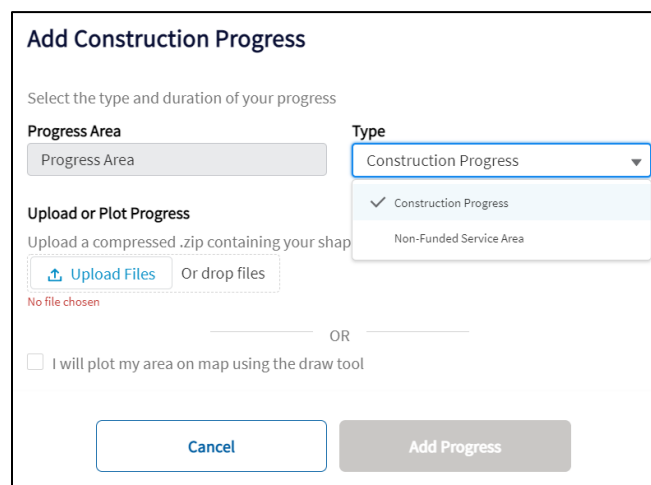 Add Construction Progress
Select the type and duration of your progress
Progress Area
Type
Progress Area
Construction Progress
Construction Progress
Non-Funded Service Area
Upload or Plot Progress
Upload a compressed .zip containing your shap
Upload Files
Or drop files
No file chosen
OR
I will plot my area on map using the draw tool
Cancel
Add Progress